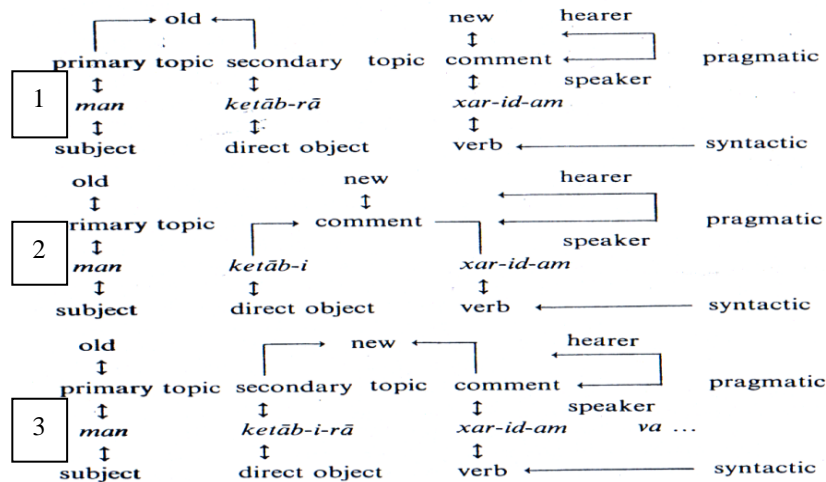 old new hearer
primary topic secondary topic comment pragmatic
speaker
1 man ketāb-rā xar-id-am
subject direct object verb syntactic
old new hearer
rimary topic comment pragmatic
speaker
2 man ketāb-i xar-id-am
subject direct object verb syntactic
old new hearer
primary topic secondary topic comment pragmatic
speaker
3 man ketāb-i-rā xar-id-am va ...
subject direct object verb syntactic